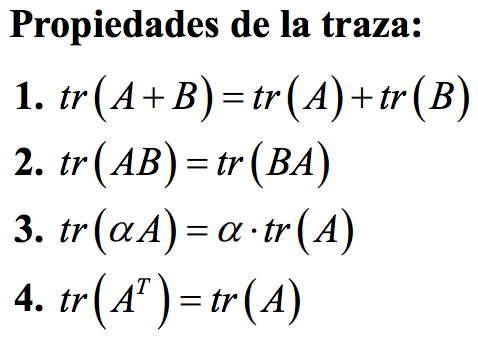 Propiedades de la traza:
1. tr(A+B)=tr(A)+tr(B)
2. tr(AB)=tr(BA)
3. tr(αA)=α·tr(A)
4. tr(Aᵀ)=tr(A)